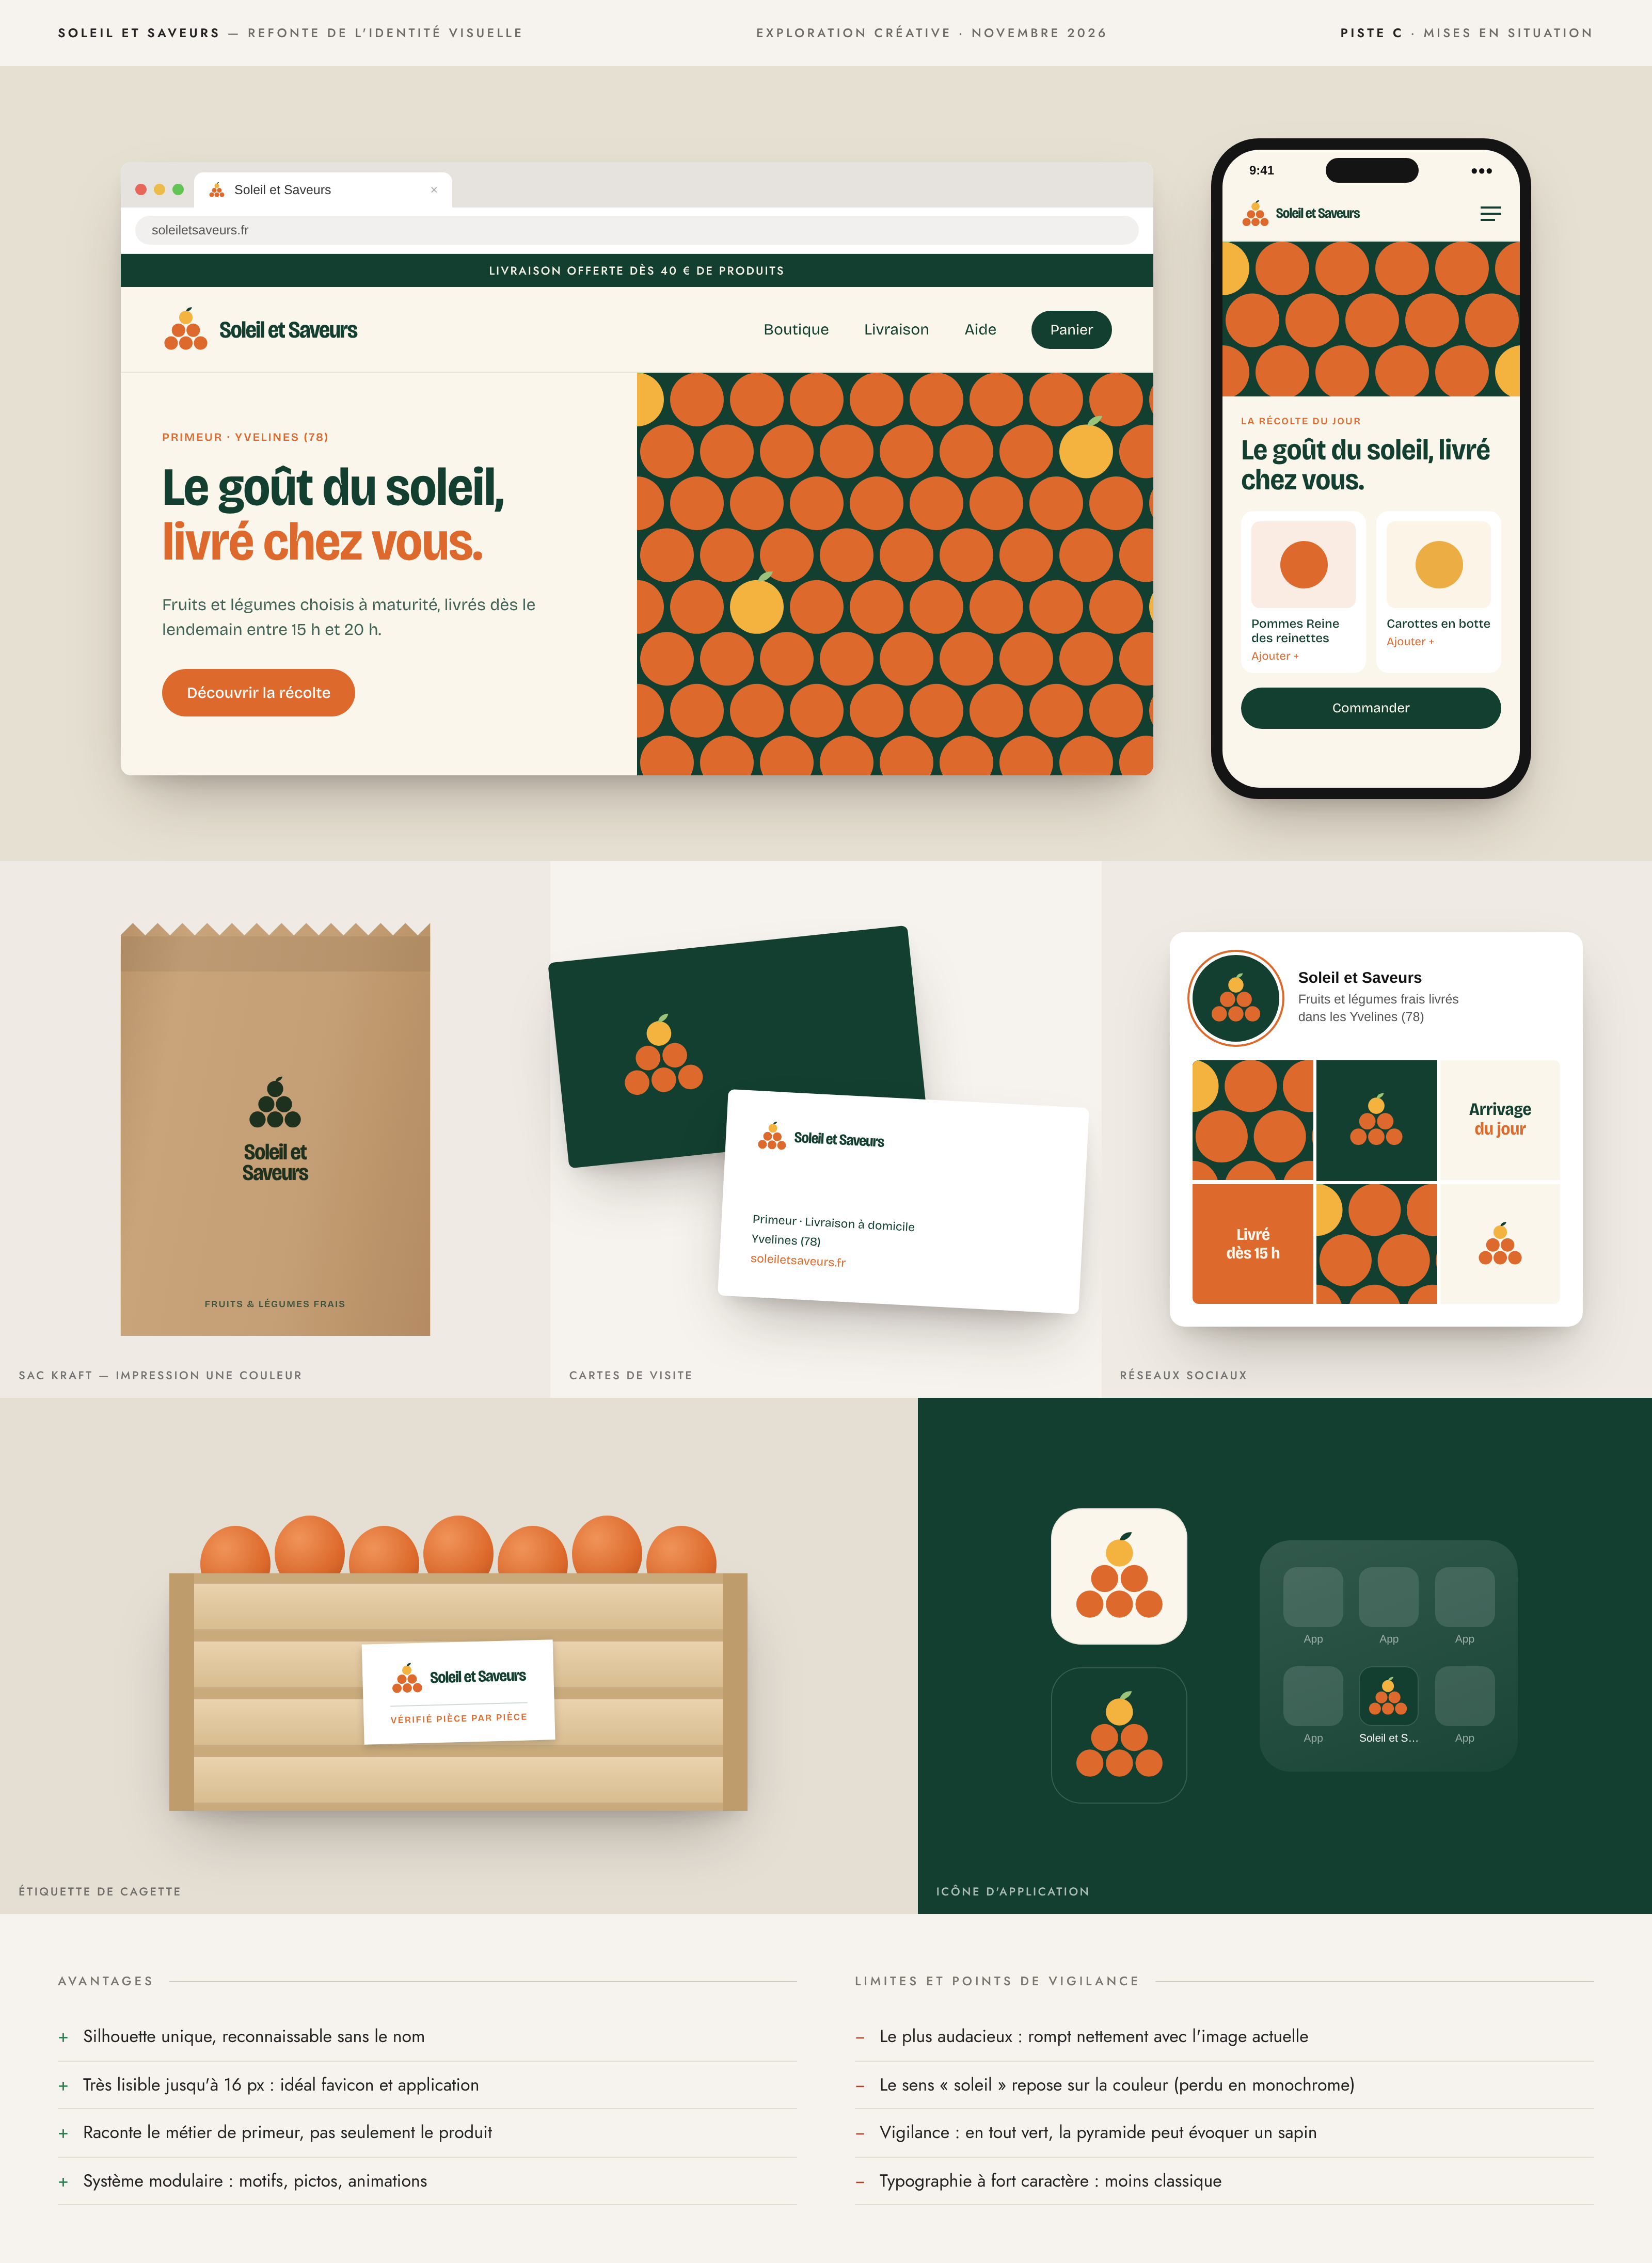 SOLEIL ET SAVEURS — REFONTE DE L'IDENTITÉ VISUELLE
EXPLORATION CRÉATIVE · NOVEMBRE 2026
PISTE C · MISES EN SITUATION
Soleil et Saveurs ×
soleiletsaveurs.fr
LIVRAISON OFFERTE DÈS 40 € DE PRODUITS
Soleil et Saveurs
Boutique
Livraison
Aide
Panier
PRIMEUR · YVELINES (78)
Le goût du soleil,
livré chez vous.
Fruits et légumes choisis à maturité, livrés dès le
lendemain entre 15 h et 20 h.
Découvrir la récolte
9:41
Soleil et Saveurs
LA RÉCOLTE DU JOUR
Le goût du soleil, livré
chez vous.
Pommes Reine
des reinettes
Ajouter +
Carottes en botte
Ajouter +
Commander
Soleil et
Saveurs
FRUITS & LÉGUMES FRAIS
SAC KRAFT — IMPRESSION UNE COULEUR
Soleil et Saveurs
Primeur · Livraison à domicile
Yvelines (78)
soleiletsaveurs.fr
CARTES DE VISITE
Soleil et Saveurs
Fruits et légumes frais livrés
dans les Yvelines (78)
Arrivage
du jour
Livré
dès 15 h
RÉSEAUX SOCIAUX
Soleil et Saveurs
VÉRIFIÉ PIÈCE PAR PIÈCE
ÉTIQUETTE DE CAGETTE
App
App
App
App
Soleil et S…
App
ICÔNE D'APPLICATION
AVANTAGES
+ Silhouette unique, reconnaissable sans le nom
+ Très lisible jusqu'à 16 px : idéal favicon et application
+ Raconte le métier de primeur, pas seulement le produit
+ Système modulaire : motifs, pictos, animations
LIMITES ET POINTS DE VIGILANCE
– Le plus audacieux : rompt nettement avec l'image actuelle
– Le sens « soleil » repose sur la couleur (perdu en monochrome)
– Vigilance : en tout vert, la pyramide peut évoquer un sapin
– Typographie à fort caractère : moins classique